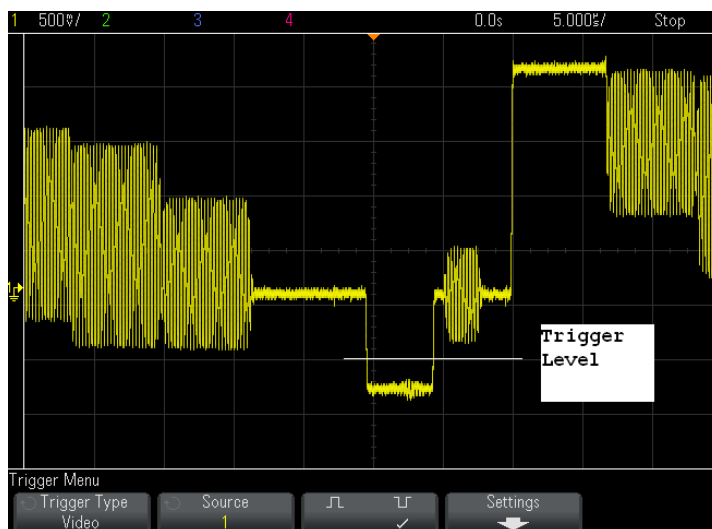 1 500mV/ 2 3 4 0.0s 5.000㎲/ Stop
Trigger
Level
Trigger Menu
Trigger Type
Video
Source
1
Settings